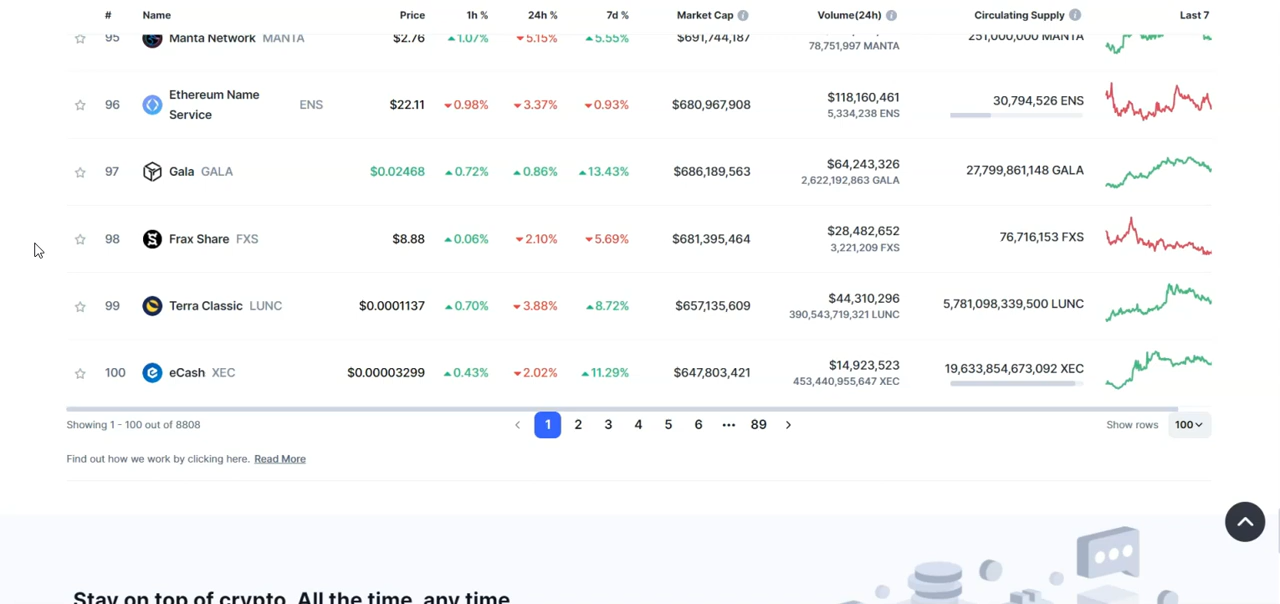 # Name Price 1h % 24h % 7d % Market Cap Volume(24h) Circulating Supply Last 7
95 Manta Network MANTA $2.76 1.07% 5.15% 5.55% $691,744,187 251,000,000 MANTA
78,751,997 MANTA
96 Ethereum Name Service ENS $22.11 0.98% 3.37% 0.93% $680,967,908 $118,160,461 30,794,526 ENS
5,334,238 ENS
97 Gala GALA $0.02468 0.72% 0.86% 13.43% $686,189,563 $64,243,326 27,799,861,148 GALA
2,622,192,863 GALA
98 Frax Share FXS $8.88 0.06% 2.10% 5.69% $681,395,464 $28,482,652 76,716,153 FXS
3,221,209 FXS
99 Terra Classic LUNC $0.0001137 0.70% 3.88% 8.72% $657,135,609 $44,310,296 5,781,098,339,500 LUNC
390,543,719,321 LUNC
100 eCash XEC $0.00003299 0.43% 2.02% 11.29% $647,803,421 $14,923,523 19,633,854,673,092 XEC
453,440,955,647 XEC
Showing 1 - 100 out of 8808 1 2 3 4 5 6 ... 89 Show rows 100
Find out how we work by clicking here. Read More
Stay on top of crypto. All the time, any time.